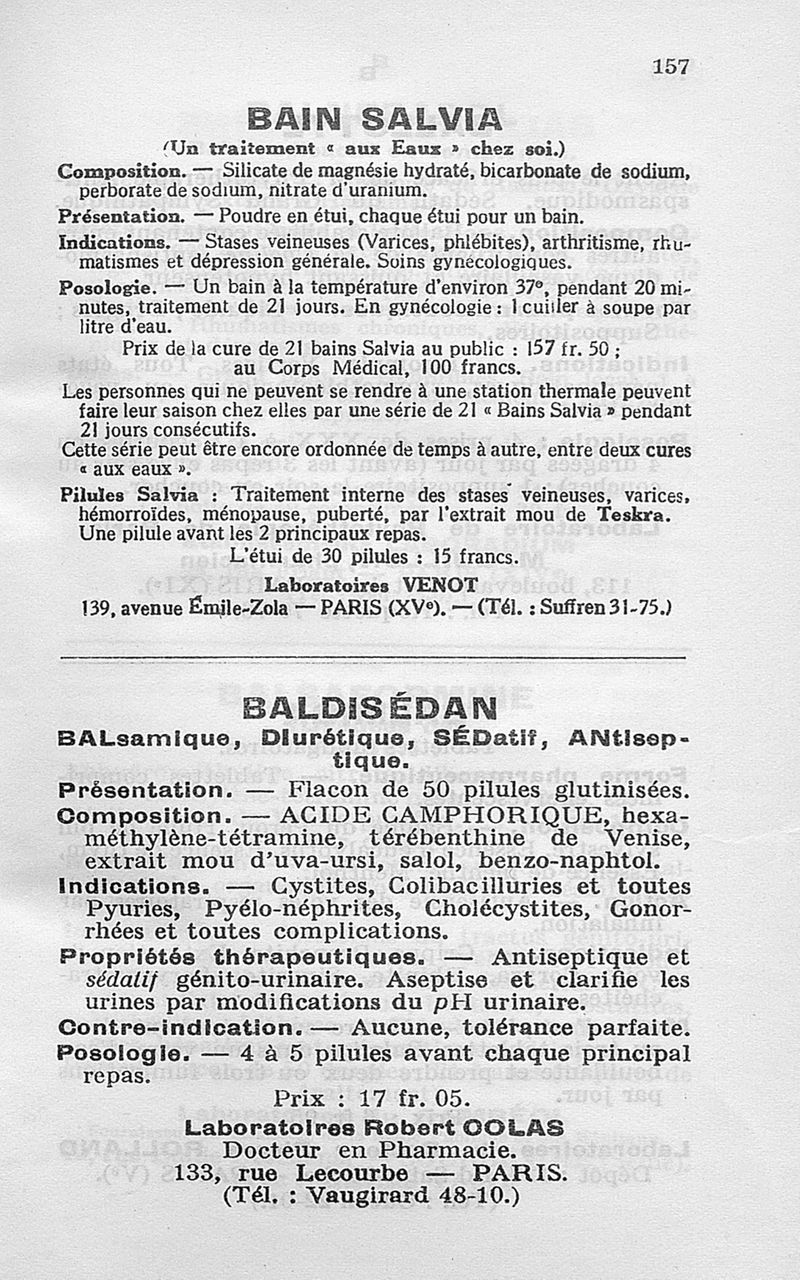 157
BAIN SALVIA
(Un traitement « aux Eaux » chez soi.)
Composition. — Silicate de magnésie hydraté, bicarbonate de sodium,
perborate de sodium, nitrate d'uranium.
Présentation. — Poudre en étui, chaque étui pour un bain.
Indications. — Stases veineuses (Varices, phlébites), arthritisme, rhu-
matismes et dépression générale. Soins gynécologiques.
Posologie. — Un bain à la température d'environ 37°, pendant 20 mi-
nutes, traitement de 21 jours. En gynécologie : 1 cuiller à soupe par
litre d'eau.
Prix de la cure de 21 bains Salvia au public : 157 fr. 50 ;
au Corps Médical, 100 francs.
Les personnes qui ne peuvent se rendre à une station thermale peuvent
faire leur saison chez elles par une série de 21 « Bains Salvia » pendant
21 jours consécutifs.
Cette série peut être encore ordonnée de temps à autre, entre deux cures
« aux eaux ».
Pilules Salvia : Traitement interne des stases veineuses, varices,
hémorroïdes, ménopause, puberté, par l'extrait mou de Teskra.
Une pilule avant les 2 principaux repas.
L'étui de 30 pilules : 15 francs.
Laboratoires VENOT
139, avenue Émile-Zola — PARIS (XVe). — (Tél. : Suffren 31-75.)
BALDISÉDAN
BALsamique, DIurétique, SÉDatif, ANtisep-
tique.
Présentation. — Flacon de 50 pilules glutinisées.
Composition. — ACIDE CAMPHORIQUE, hexa-
méthylène-tétramine, térébenthine de Venise,
extrait mou d'uva-ursi, salol, benzo-naphtol.
Indications. — Cystites, Colibacilluries et toutes
Pyuries, Pyélo-néphrites, Cholécystites, Gonor-
rhées et toutes complications.
Propriétés thérapeutiques. — Antiseptique et
sédatif génito-urinaire. Aseptise et clarifie les
urines par modifications du pH urinaire.
Contre-indication. — Aucune, tolérance parfaite.
Posologie. — 4 à 5 pilules avant chaque principal
repas.
Prix : 17 fr. 05.
Laboratoires Robert COLAS
Docteur en Pharmacie.
133, rue Lecourbe — PARIS.
(Tél. : Vaugirard 48-10.)